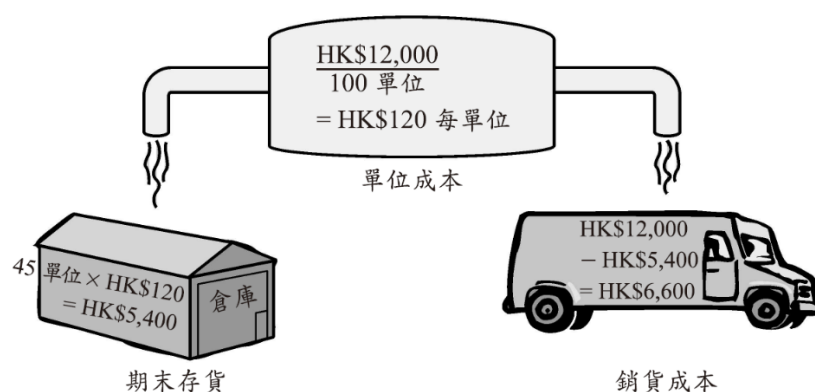 HK$12,000
100 單位
= HK$120 每單位
單位成本
45 單位 × HK$120
= HK$5,400
倉庫
期末存貨
HK$12,000
− HK$5,400
= HK$6,600
銷貨成本